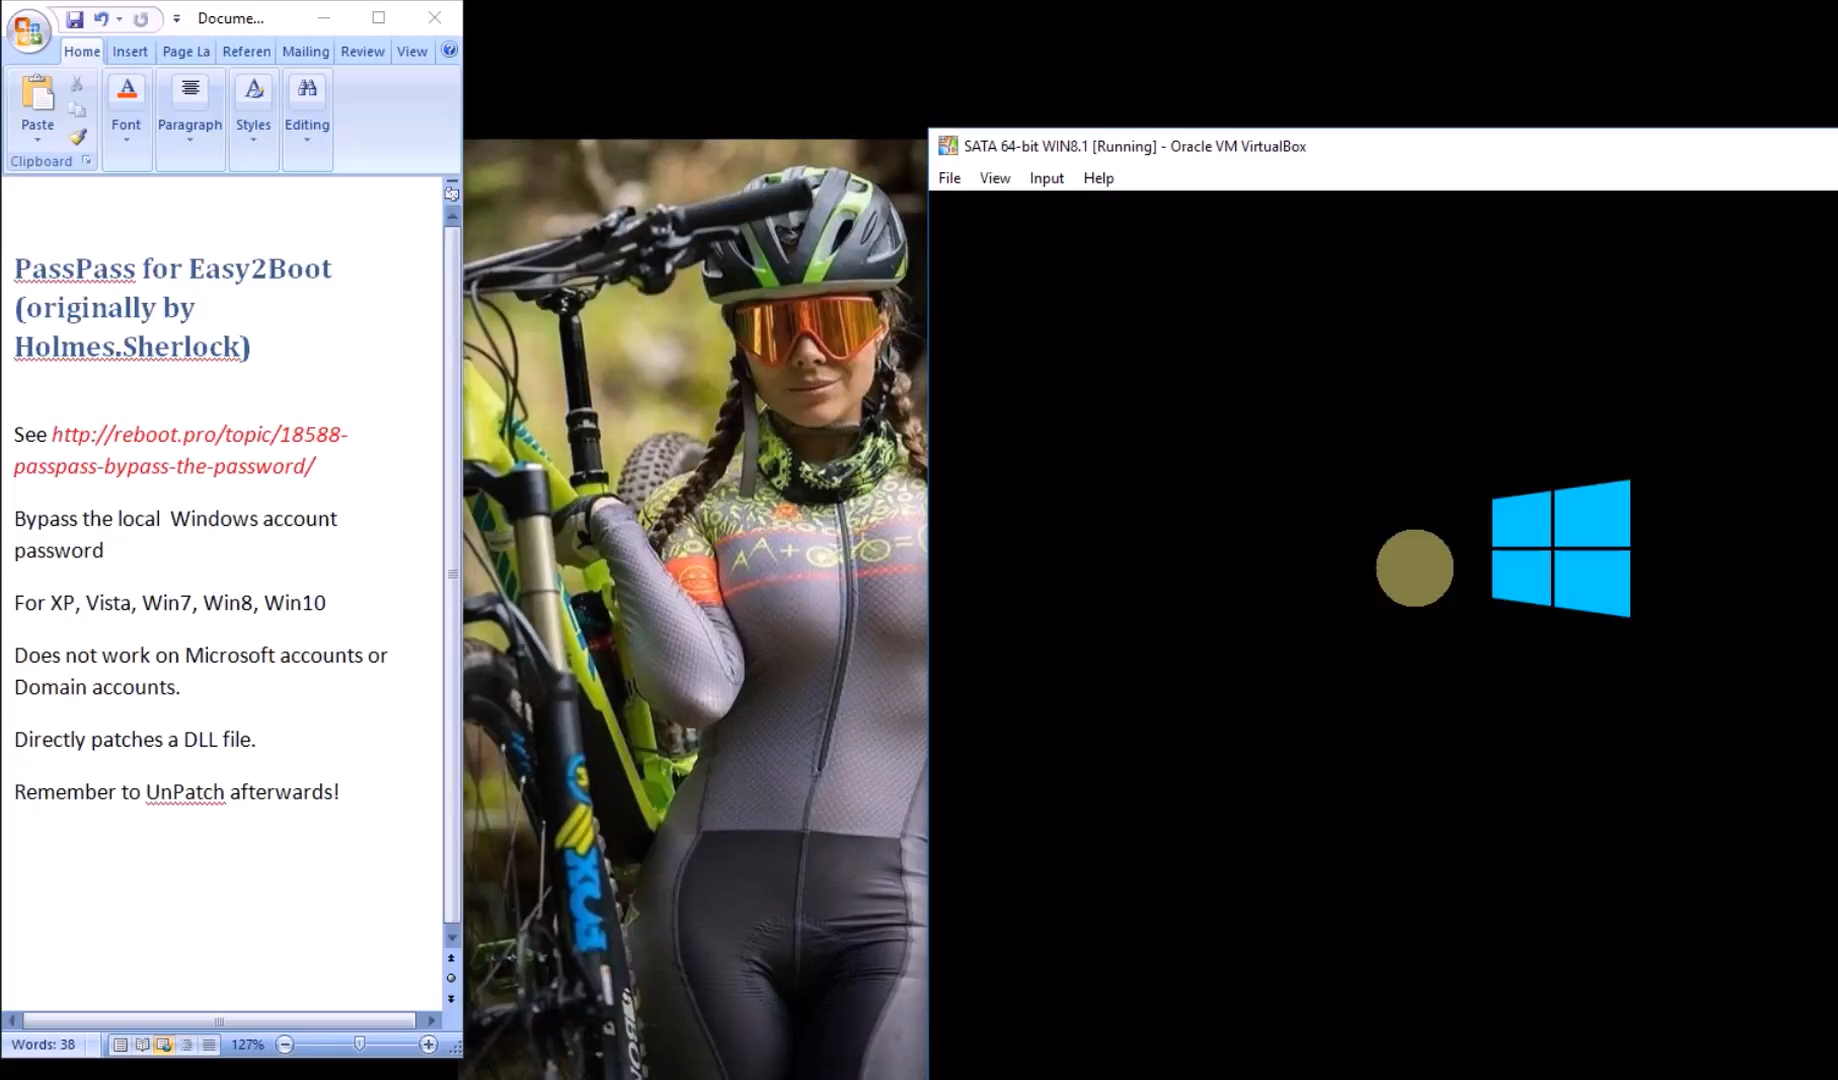 Docume...
Home Insert Page La Referen Mailing Review View
Paste Font Paragraph Styles Editing
Clipboard
PassPass for Easy2Boot
(originally by
Holmes.Sherlock)
See http://reboot.pro/topic/18588-
passpass-bypass-the-password/
Bypass the local  Windows account
password
For XP, Vista, Win7, Win8, Win10
Does not work on Microsoft accounts or
Domain accounts.
Directly patches a DLL file.
Remember to UnPatch afterwards!
Words: 38 127%
FOX
SATA 64-bit WIN8.1 [Running] - Oracle VM VirtualBox
File View Input Help